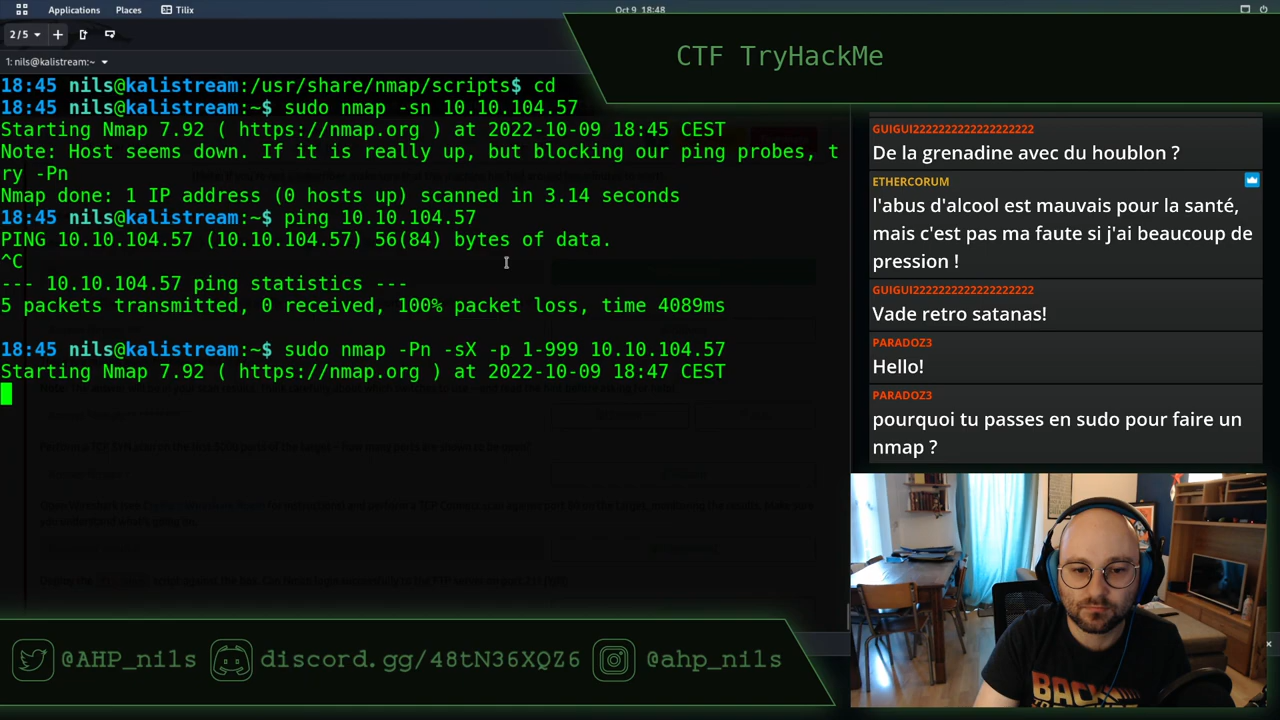 Applications Places Tilix
Oct 9 18:48
2/5
1: nils@kalistream:~
CTF TryHackMe
18:45 nils@kalistream:/usr/share/nmap/scripts$ cd
18:45 nils@kalistream:~$ sudo nmap -sn 10.10.104.57
Starting Nmap 7.92 ( https://nmap.org ) at 2022-10-09 18:45 CEST
Note: Host seems down. If it is really up, but blocking our ping probes, t
ry -Pn
Nmap done: 1 IP address (0 hosts up) scanned in 3.14 seconds
18:45 nils@kalistream:~$ ping 10.10.104.57
PING 10.10.104.57 (10.10.104.57) 56(84) bytes of data.
^C
--- 10.10.104.57 ping statistics ---
5 packets transmitted, 0 received, 100% packet loss, time 4089ms
18:45 nils@kalistream:~$ sudo nmap -Pn -sX -p 1-999 10.10.104.57
Starting Nmap 7.92 ( https://nmap.org ) at 2022-10-09 18:47 CEST
GUIGUI2222222222222222222
De la grenadine avec du houblon ?
ETHERCORUM
l'abus d'alcool est mauvais pour la santé,
mais c'est pas ma faute si j'ai beaucoup de
pression !
GUIGUI2222222222222222222
Vade retro satanas!
PARADOZ3
Hello!
PARADOZ3
pourquoi tu passes en sudo pour faire un
nmap ?
BACK
@AHP_nils discord.gg/48tN36XQZ6 @ahp_nils